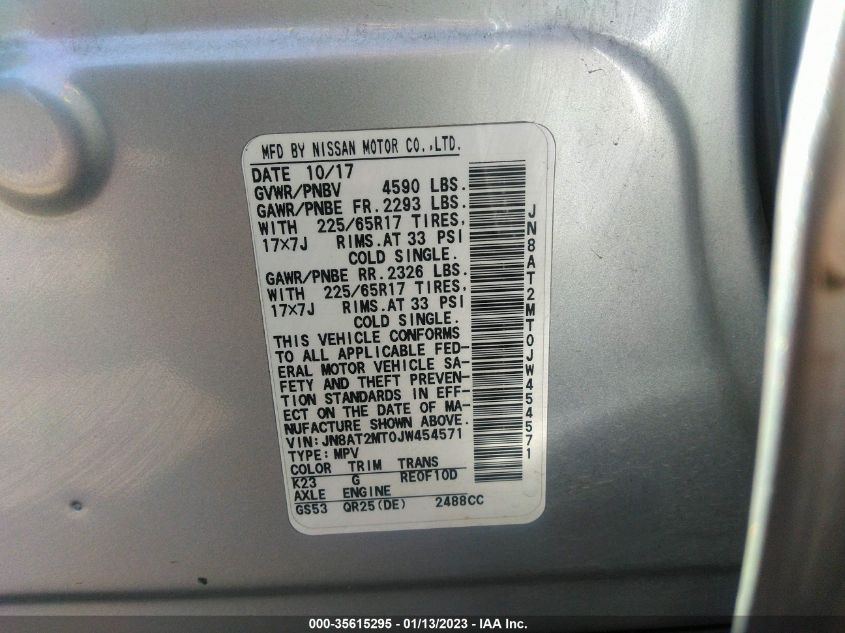 MFD BY NISSAN MOTOR CO.,LTD.
DATE 10/17
GVWR/PNBV 4590 LBS.
GAWR/PNBE FR. 2293 LBS.
WITH 225/65R17 TIRES,
17×7J RIMS.AT 33 PSI
COLD SINGLE.
GAWR/PNBE RR. 2326 LBS.
WITH 225/65R17 TIRES,
17×7J RIMS.AT 33 PSI
COLD SINGLE.
THIS VEHICLE CONFORMS
TO ALL APPLICABLE FED-
ERAL MOTOR VEHICLE SA-
FETY AND THEFT PREVEN-
TION STANDARDS IN EFF-
ECT ON THE DATE OF MA-
NUFACTURE SHOWN ABOVE.
VIN:JN8AT2MT0JW454571
TYPE:MPV
COLOR TRIM TRANS
K23 G RE0F10D
AXLE ENGINE
GS53 QR25(DE) 2488CC
JN8AT2MT0JW454571
000-35615295 - 01/13/2023 - IAA Inc.